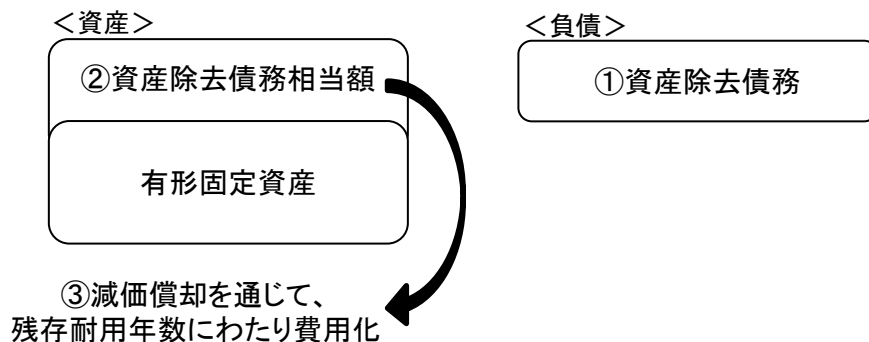 ＜資産＞
＜負債＞
②資産除去債務相当額
①資産除去債務
有形固定資産
③減価償却を通じて、
残存耐用年数にわたり費用化